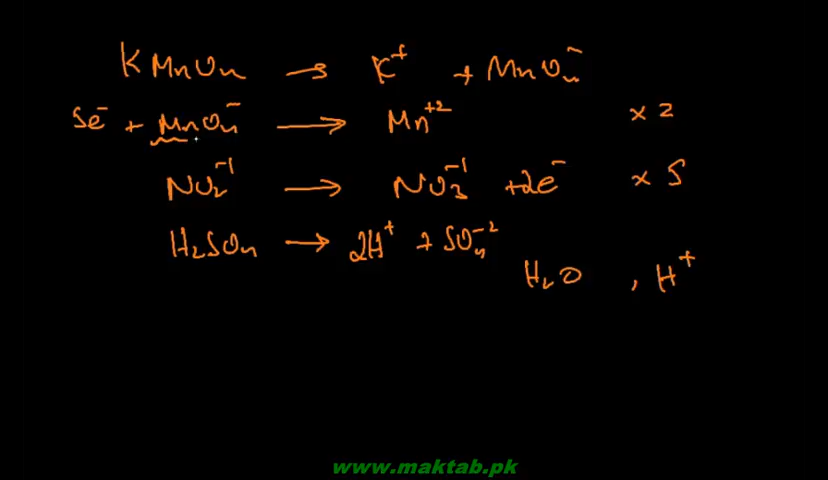 KMnO₄ → K⁺ + MnO₄⁻
5e⁻ + MnO₄⁻ → Mn⁺² × 2
NO₂⁻¹ → NO₃⁻¹ + 2e⁻ × 5
H₂SO₄ → 2H⁺ + SO₄⁻²
H₂O , H⁺
www.maktab.pk